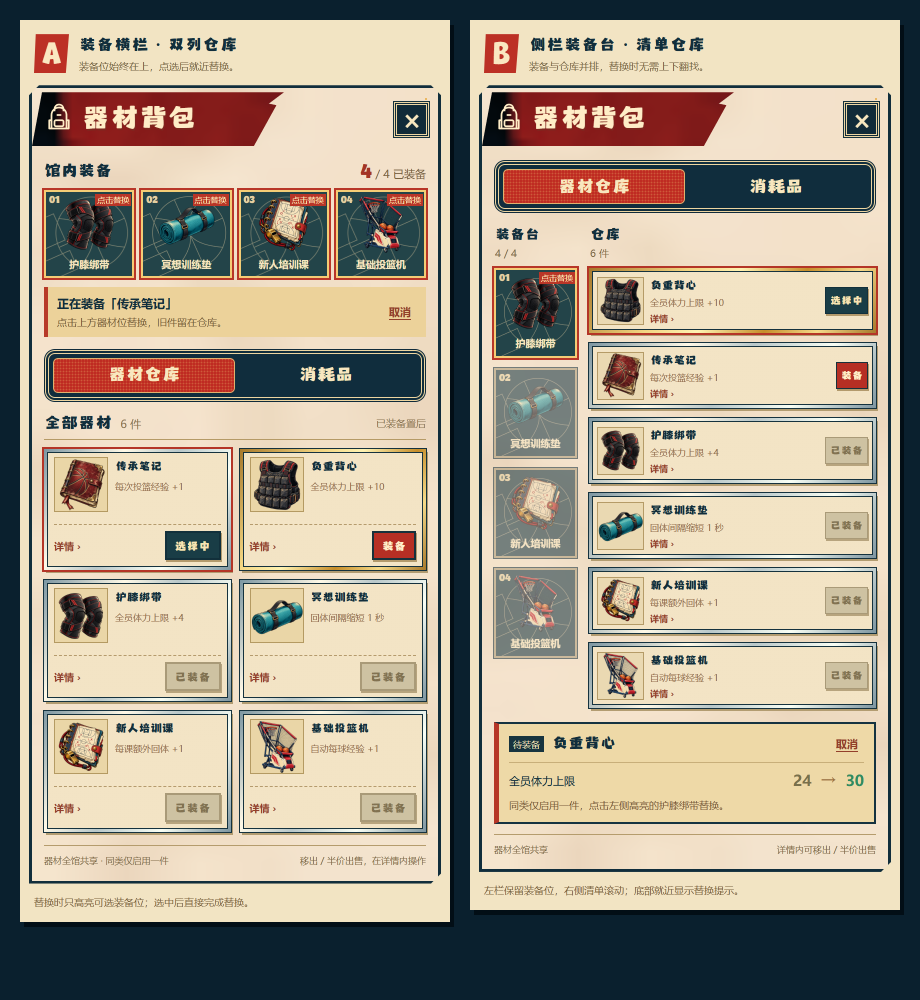 A
装备横栏 · 双列仓库
装备位始终在上，点选后就近替换。
器材背包
×
馆内装备
4 / 4 已装备
01 点击替换
护膝绑带
02 点击替换
冥想训练垫
03 点击替换
新人培训课
04 点击替换
基础投篮机
正在装备「传承笔记」
点击上方器材位替换，旧件留在仓库。
取消
器材仓库
消耗品
全部器材 6 件
已装备置后
传承笔记
每次投篮经验 +1
详情 ›
选择中
负重背心
全员体力上限 +10
详情 ›
装备
护膝绑带
全员体力上限 +4
详情 ›
已装备
冥想训练垫
回体间隔缩短 1 秒
详情 ›
已装备
新人培训课
每课额外回体 +1
详情 ›
已装备
基础投篮机
自动每球经验 +1
详情 ›
已装备
器材全馆共享 · 同类仅启用一件
移出 / 半价出售，在详情内操作
替换时只高亮可选装备位；选中后直接完成替换。
B
侧栏装备台 · 清单仓库
装备与仓库并排，替换时无需上下翻找。
器材背包
×
器材仓库
消耗品
装备台
4 / 4
01 点击替换
护膝绑带
02
冥想训练垫
03
新人培训课
04
基础投篮机
仓库
6 件
负重背心
全员体力上限 +10
详情 ›
选择中
传承笔记
每次投篮经验 +1
详情 ›
装备
护膝绑带
全员体力上限 +4
详情 ›
已装备
冥想训练垫
回体间隔缩短 1 秒
详情 ›
已装备
新人培训课
每课额外回体 +1
详情 ›
已装备
基础投篮机
自动每球经验 +1
详情 ›
已装备
待装备 负重背心
取消
全员体力上限
24 → 30
同类仅启用一件，点击左侧高亮的护膝绑带替换。
器材全馆共享
详情内可移出 / 半价出售
左栏保留装备位，右侧清单滚动；底部就近显示替换提示。